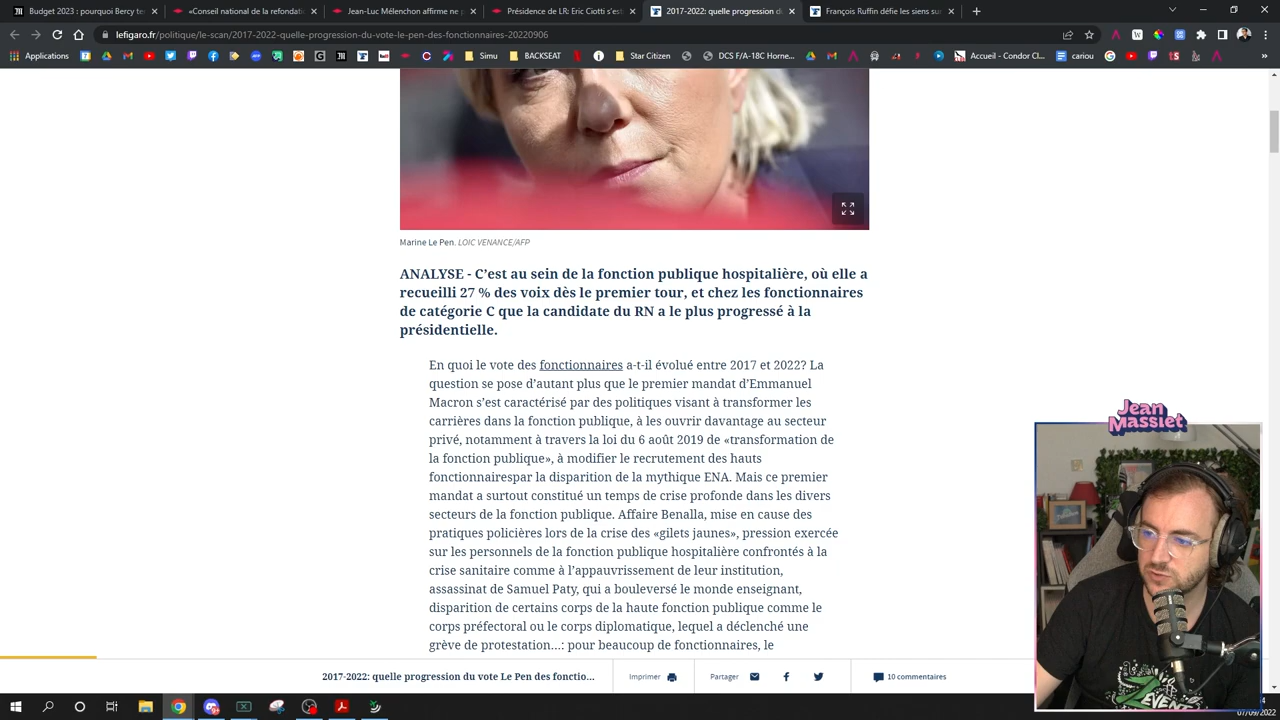 Budget 2023 : pourquoi Bercy te
«Conseil national de la refondati
Jean-Luc Mélenchon affirme ne p
Présidence de LR: Eric Ciotti s'est
2017-2022: quelle progression du
François Ruffin défie les siens su
lefigaro.fr/politique/le-scan/2017-2022-quelle-progression-du-vote-le-pen-des-fonctionnaires-20220906
Applications
Simu
BACKSEAT
Star Citizen
DCS F/A-18C Horne...
Accueil - Condor Cl...
cariou
»
Marine Le Pen. LOIC VENANCE/AFP
ANALYSE - C’est au sein de la fonction publique hospitalière, où elle a
recueilli 27 % des voix dès le premier tour, et chez les fonctionnaires
de catégorie C que la candidate du RN a le plus progressé à la
présidentielle.
En quoi le vote des fonctionnaires a-t-il évolué entre 2017 et 2022? La
question se pose d’autant plus que le premier mandat d’Emmanuel
Macron s’est caractérisé par des politiques visant à transformer les
carrières dans la fonction publique, à les ouvrir davantage au secteur
privé, notamment à travers la loi du 6 août 2019 de «transformation de
la fonction publique», à modifier le recrutement des hauts
fonctionnairespar la disparition de la mythique ENA. Mais ce premier
mandat a surtout constitué un temps de crise profonde dans les divers
secteurs de la fonction publique. Affaire Benalla, mise en cause des
pratiques policières lors de la crise des «gilets jaunes», pression exercée
sur les personnels de la fonction publique hospitalière confrontés à la
crise sanitaire comme à l’appauvrissement de leur institution,
assassinat de Samuel Paty, qui a bouleversé le monde enseignant,
disparition de certains corps de la haute fonction publique comme le
corps préfectoral ou le corps diplomatique, lequel a déclenché une
grève de protestation...: pour beaucoup de fonctionnaires, le
Jean
Massiet
ZEVENT
2017-2022: quelle progression du vote Le Pen des fonctio...
Imprimer
Partager
10 commentaires
07/09/2022